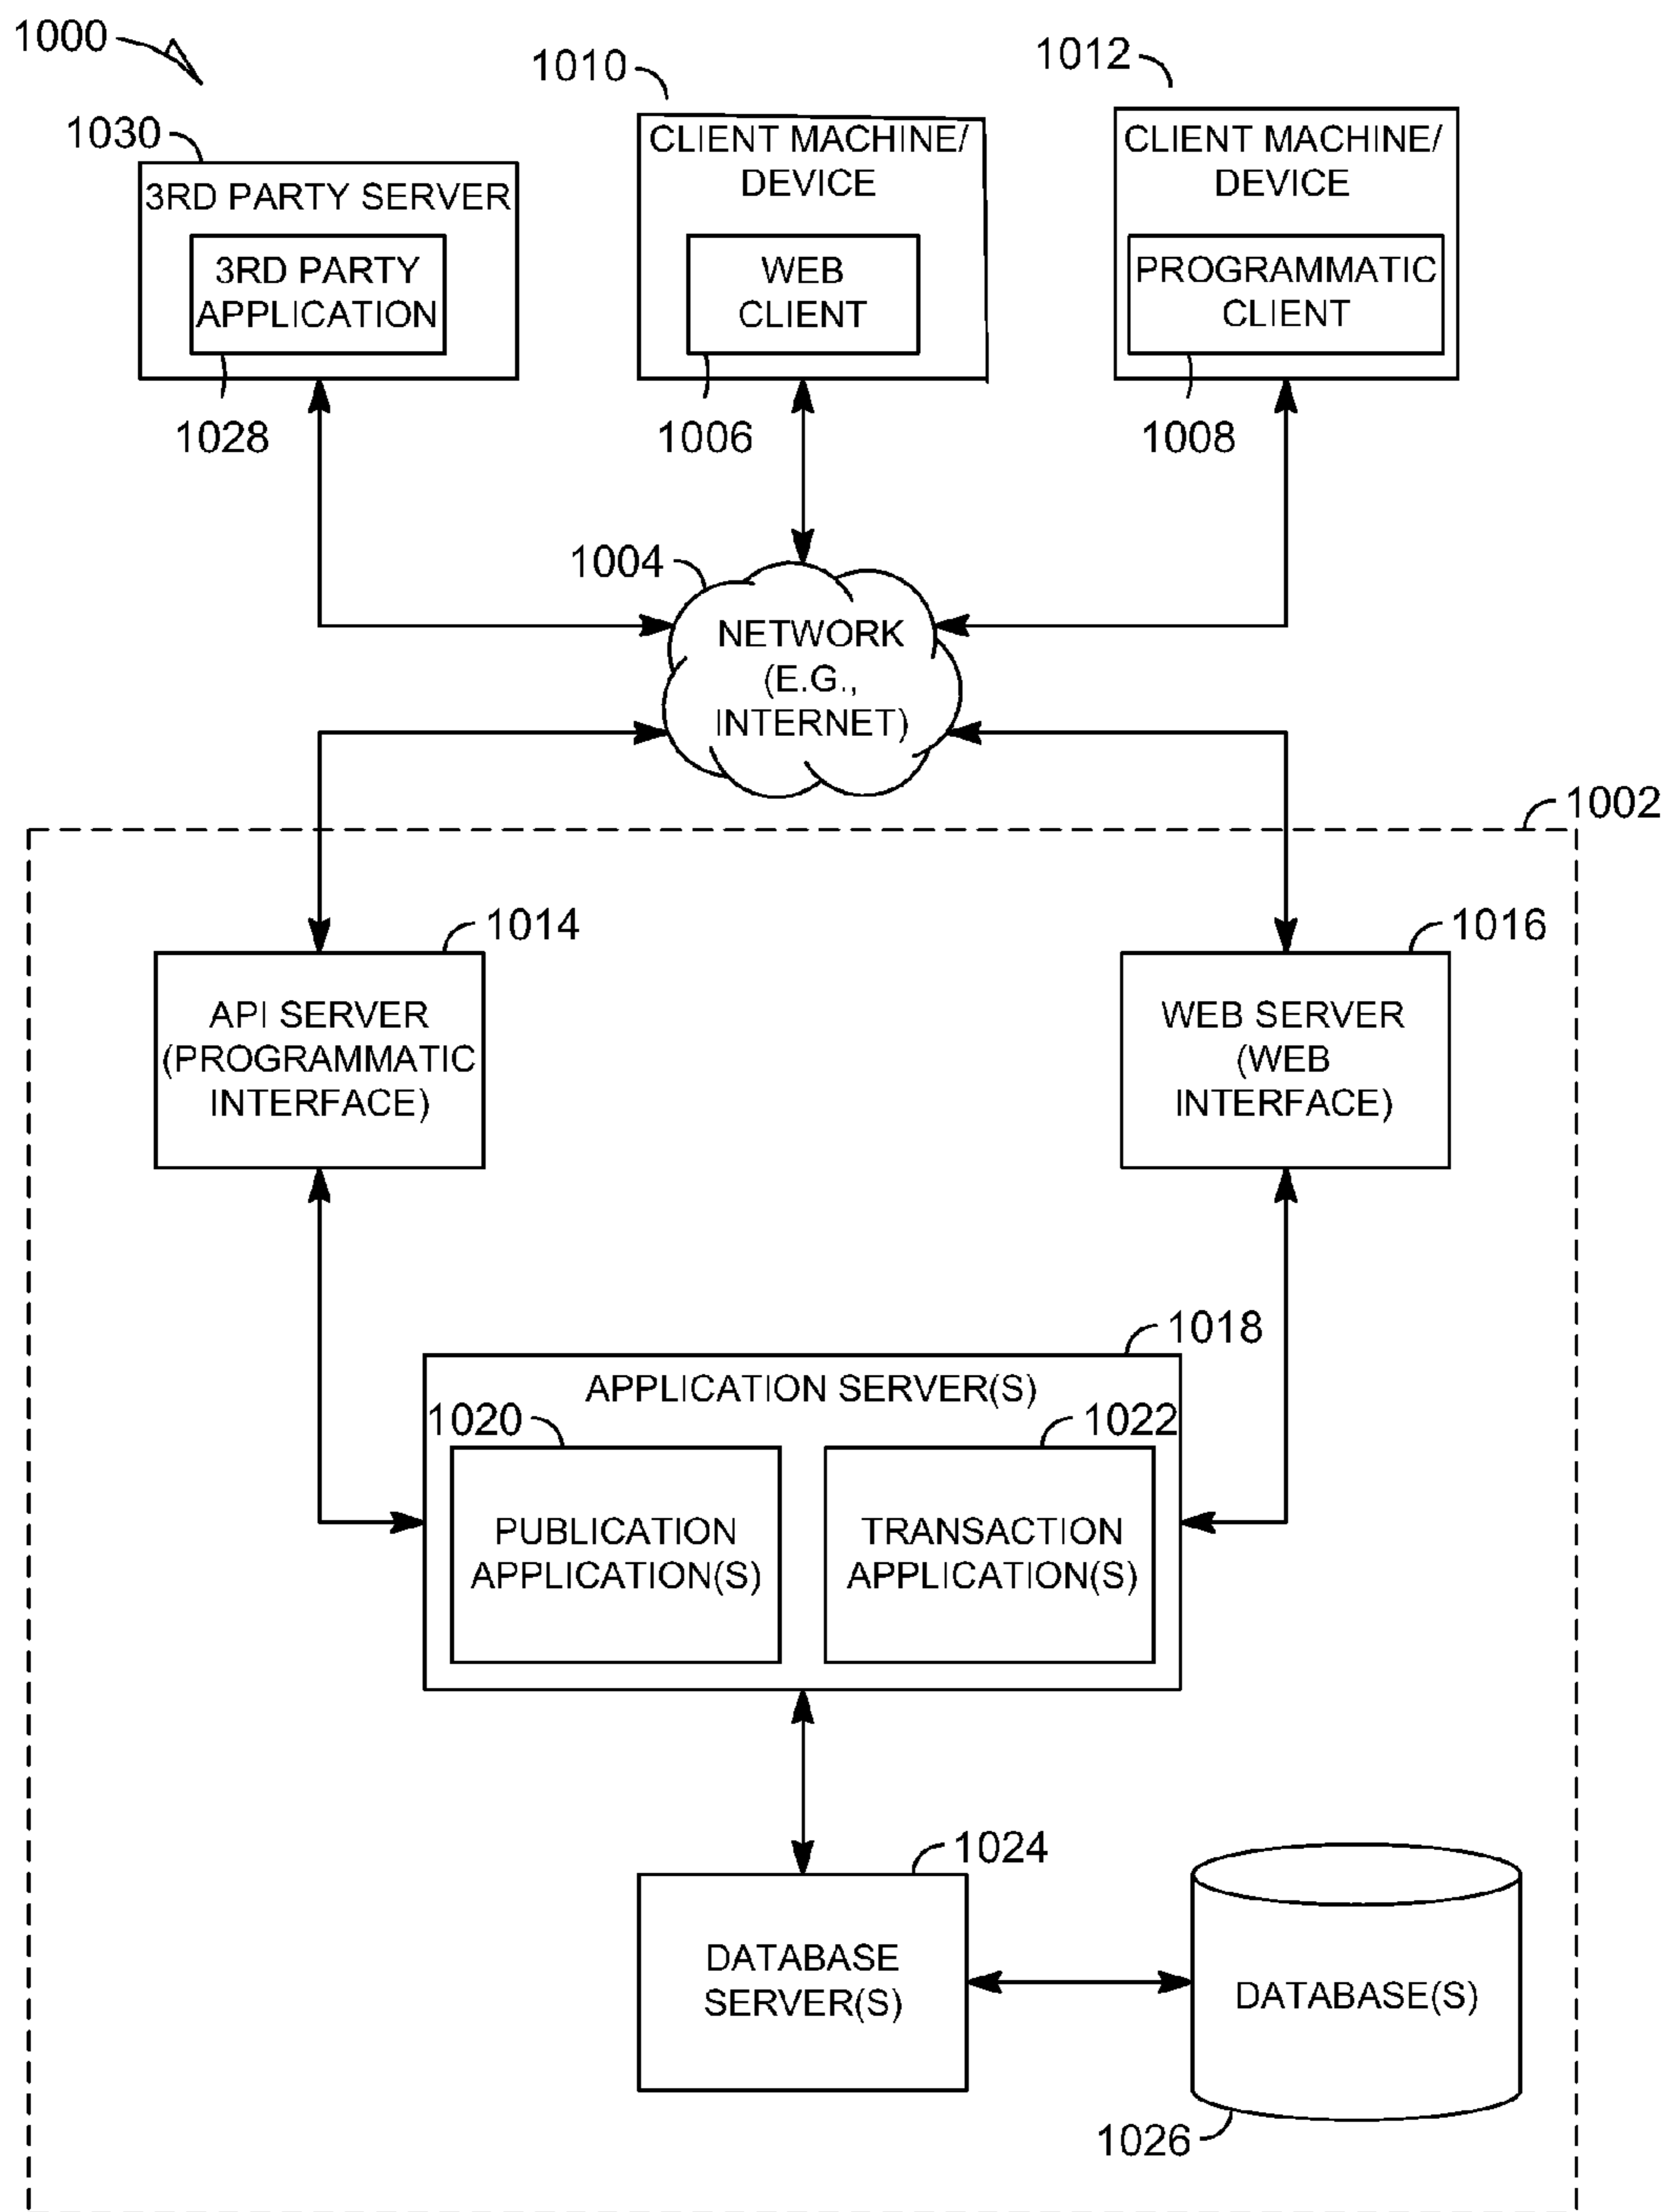 1000
1010
1012
1030
3RD PARTY SERVER
3RD PARTY
APPLICATION
1028
CLIENT MACHINE/
DEVICE
WEB
CLIENT
1006
CLIENT MACHINE/
DEVICE
PROGRAMMATIC
CLIENT
1008
1004
NETWORK
(E.G.,
INTERNET)
1002
1014
API SERVER
(PROGRAMMATIC
INTERFACE)
1016
WEB SERVER
(WEB
INTERFACE)
1018
APPLICATION SERVER(S)
1020
PUBLICATION
APPLICATION(S)
1022
TRANSACTION
APPLICATION(S)
1024
DATABASE
SERVER(S)
DATABASE(S)
1026